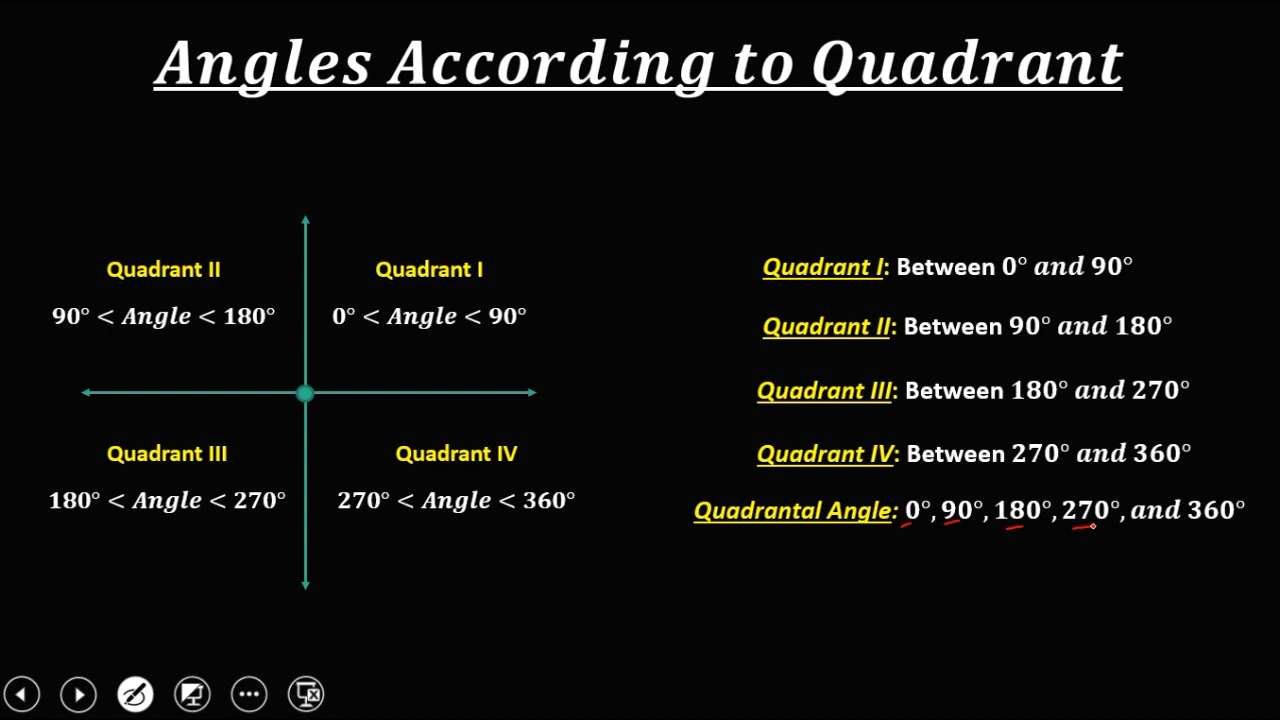 Angles According to Quadrant
Quadrant II
90° < Angle < 180°
Quadrant I
0° < Angle < 90°
Quadrant III
180° < Angle < 270°
Quadrant IV
270° < Angle < 360°
Quadrant I: Between 0° and 90°
Quadrant II: Between 90° and 180°
Quadrant III: Between 180° and 270°
Quadrant IV: Between 270° and 360°
Quadrantal Angle: 0°, 90°, 180°, 270°, and 360°